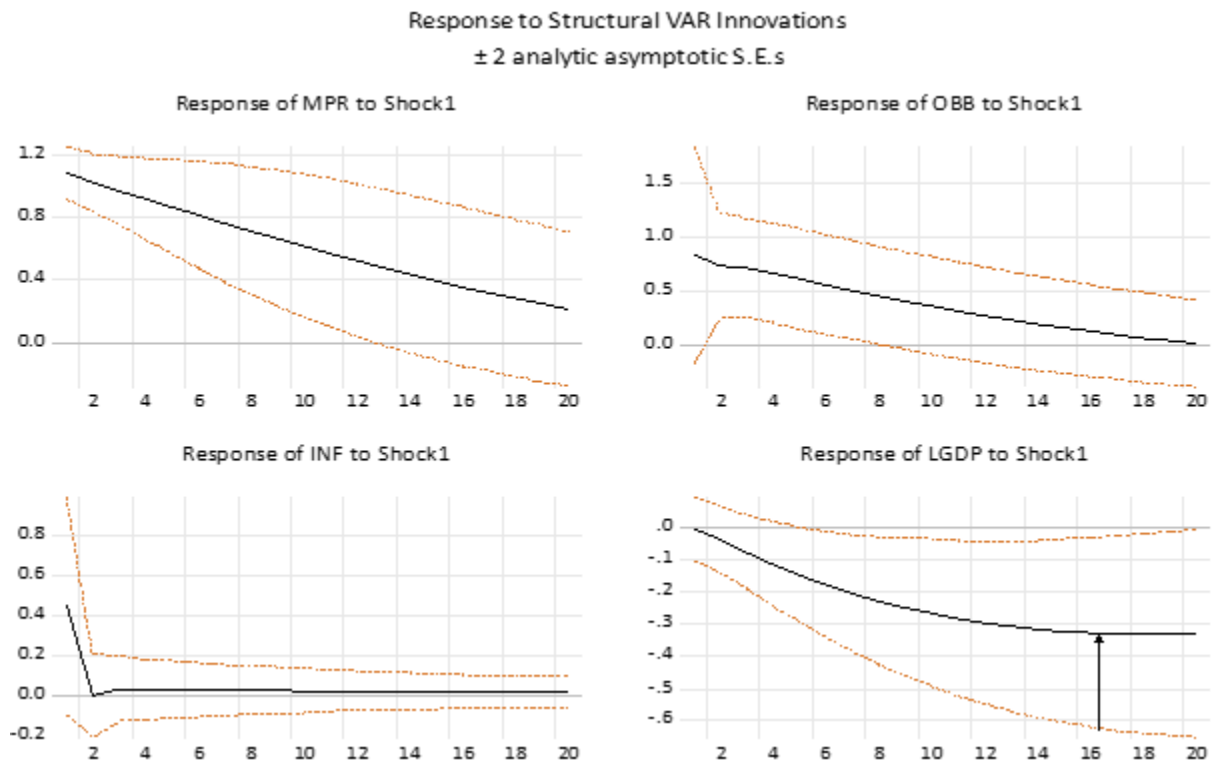 Response to Structural VAR Innovations
± 2 analytic asymptotic S.E.s
Response of MPR to Shock1
1.2
0.8
0.4
0.0
2 4 6 8 10 12 14 16 18 20
Response of OBB to Shock1
1.5
1.0
0.5
0.0
2 4 6 8 10 12 14 16 18 20
Response of INF to Shock1
0.8
0.6
0.4
0.2
0.0
-0.2
2 4 6 8 10 12 14 16 18 20
Response of LGDP to Shock1
.0
-.1
-.2
-.3
-.4
-.5
-.6
2 4 6 8 10 12 14 16 18 20